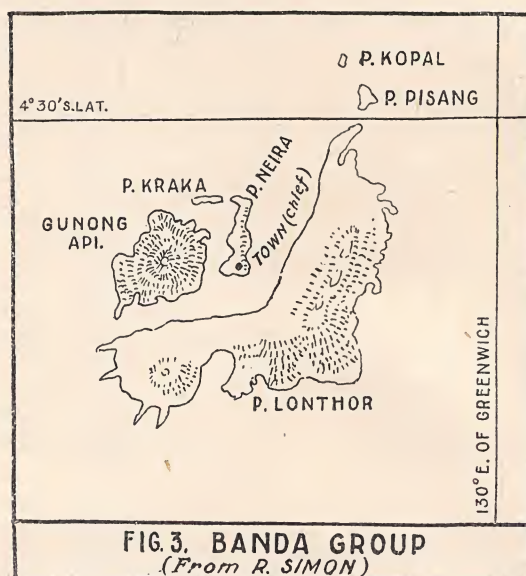 P. KOPAL
P. PISANG
4°30'S.LAT.
P. KRAKA
P. NEIRA
TOWN (Chief)
GUNONG
API.
P. LONTHOR
130° E. OF GREENWICH
FIG. 3. BANDA GROUP
(From R. SIMON)